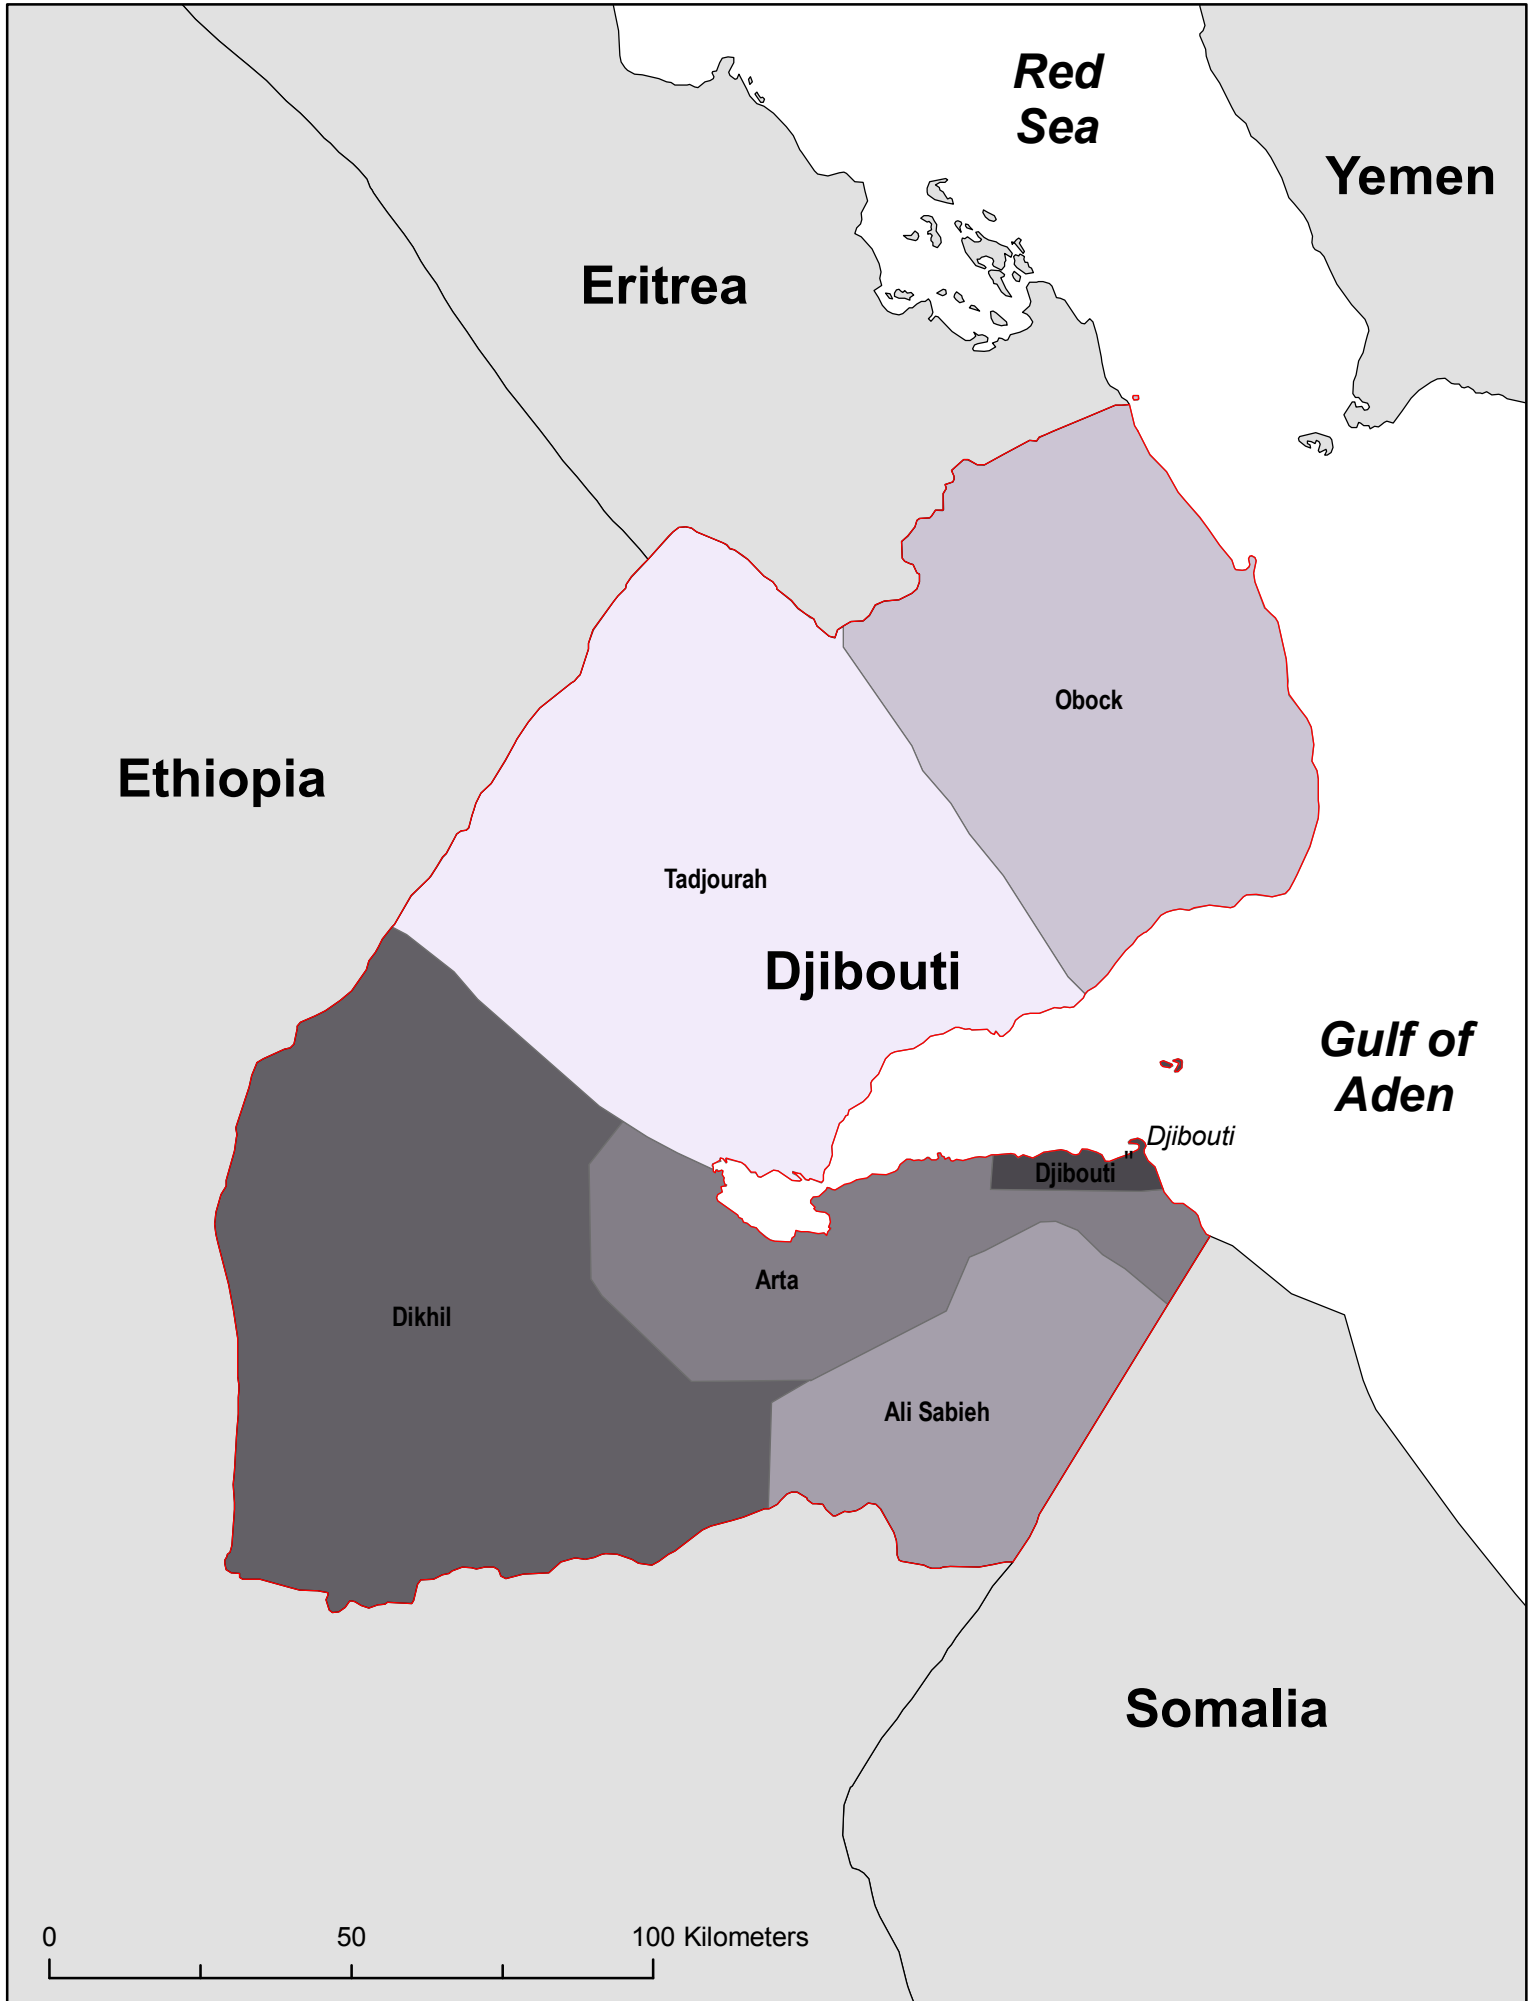 Red
Sea
Yemen
Eritrea
Obock
Ethiopia
Tadjourah
Djibouti
Gulf of
Aden
Djibouti
Djibouti
Arta
Dikhil
Ali Sabieh
Somalia
0 50 100 Kilometers